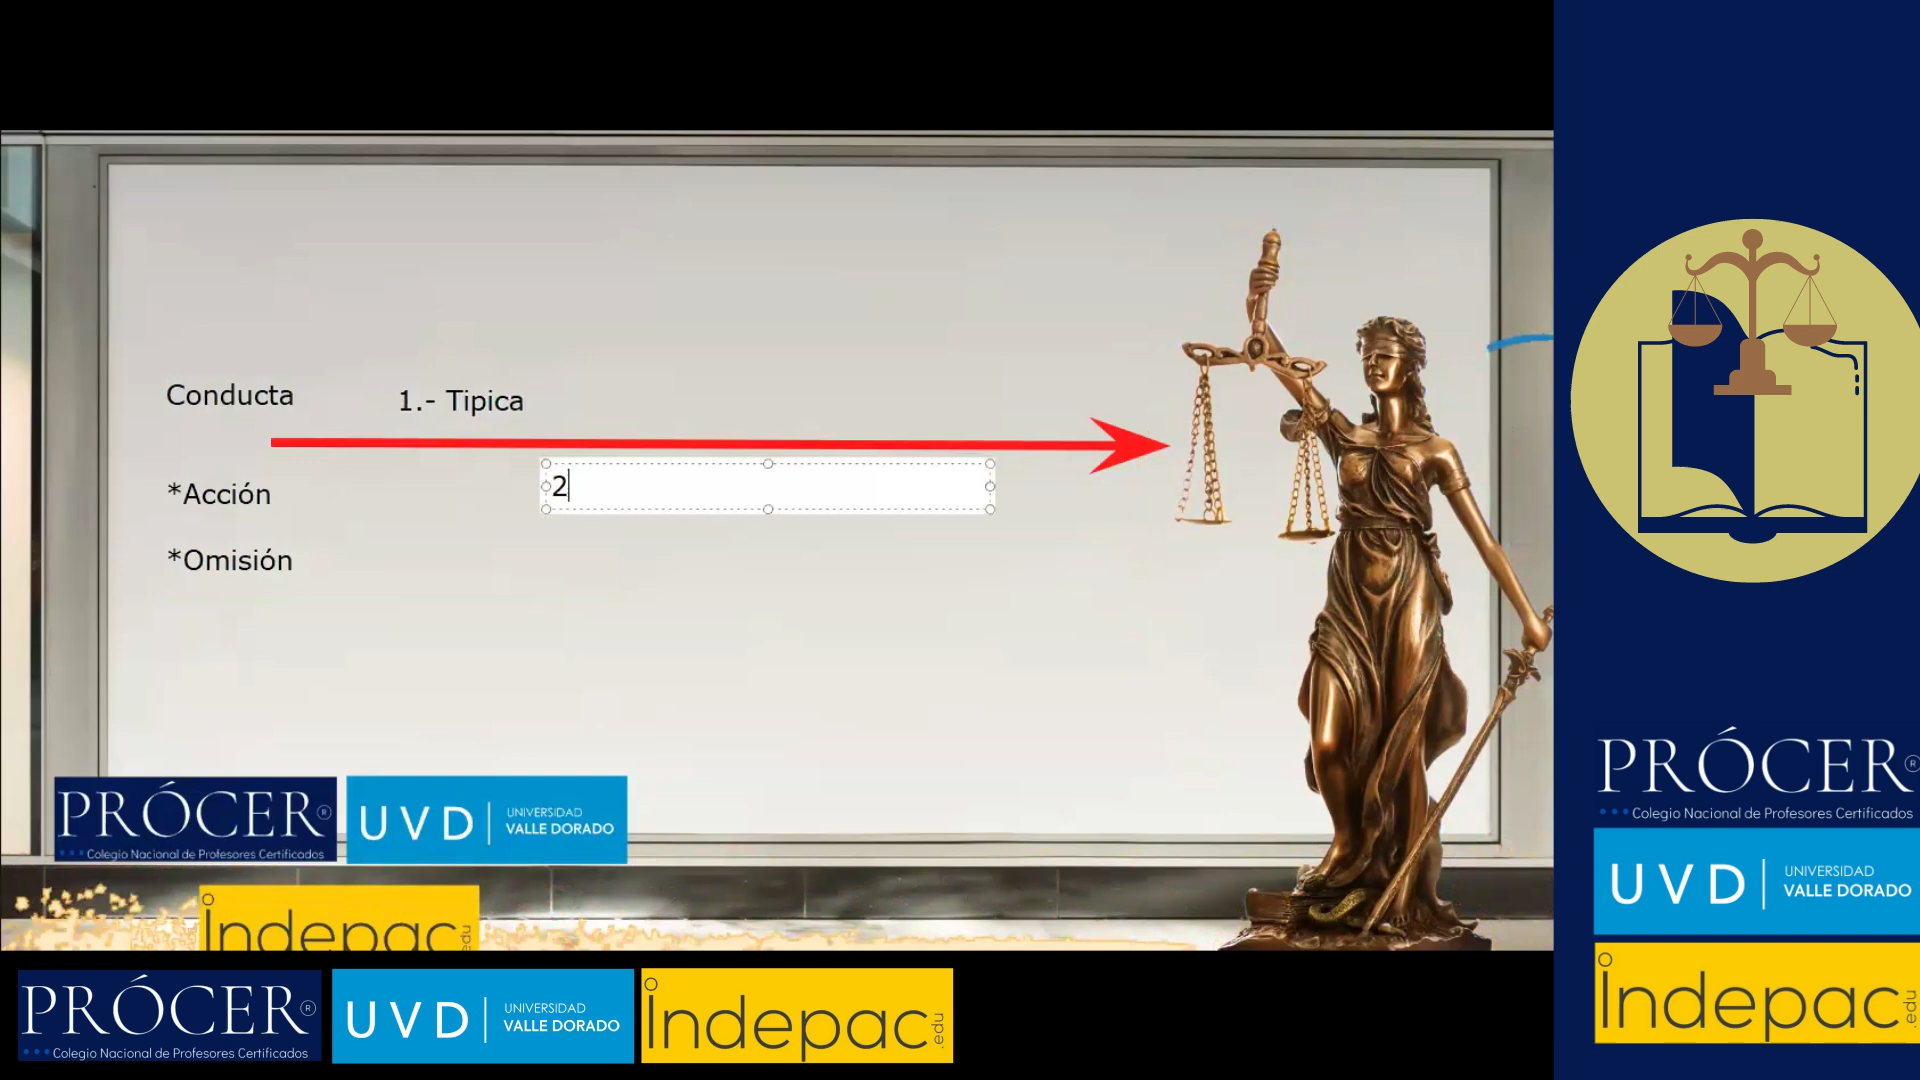 Conducta
1.- Tipica
2
*Acción
*Omisión
PRÓCER®
Colegio Nacional de Profesores Certificados
UVD
UNIVERSIDAD
VALLE DORADO
Indepac.edu
PRÓCER®
Colegio Nacional de Profesores Certificados
UVD
UNIVERSIDAD
VALLE DORADO
Indepac.edu
PRÓCER®
Colegio Nacional de Profesores Certificados
UVD
UNIVERSIDAD
VALLE DORADO
Indepac.edu